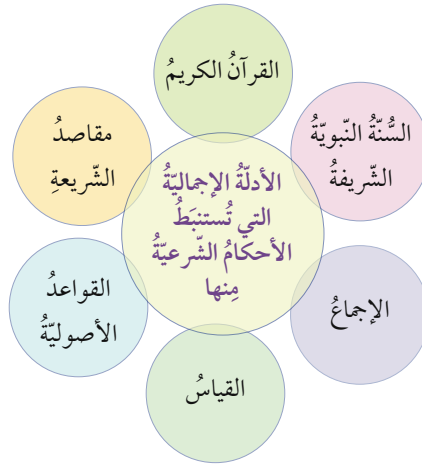 القرآنُ الكريمُ
السُّنّةُ النّبويّةُ
الشّريفةُ
الإجماعُ
القياسُ
القواعدُ
الأصوليّةُ
مقاصدُ
الشّريعةِ
الأدلّةُ الإجماليّةُ
التي تُستنبَطُ
الأحكامُ الشّرعيّةُ
مِنها